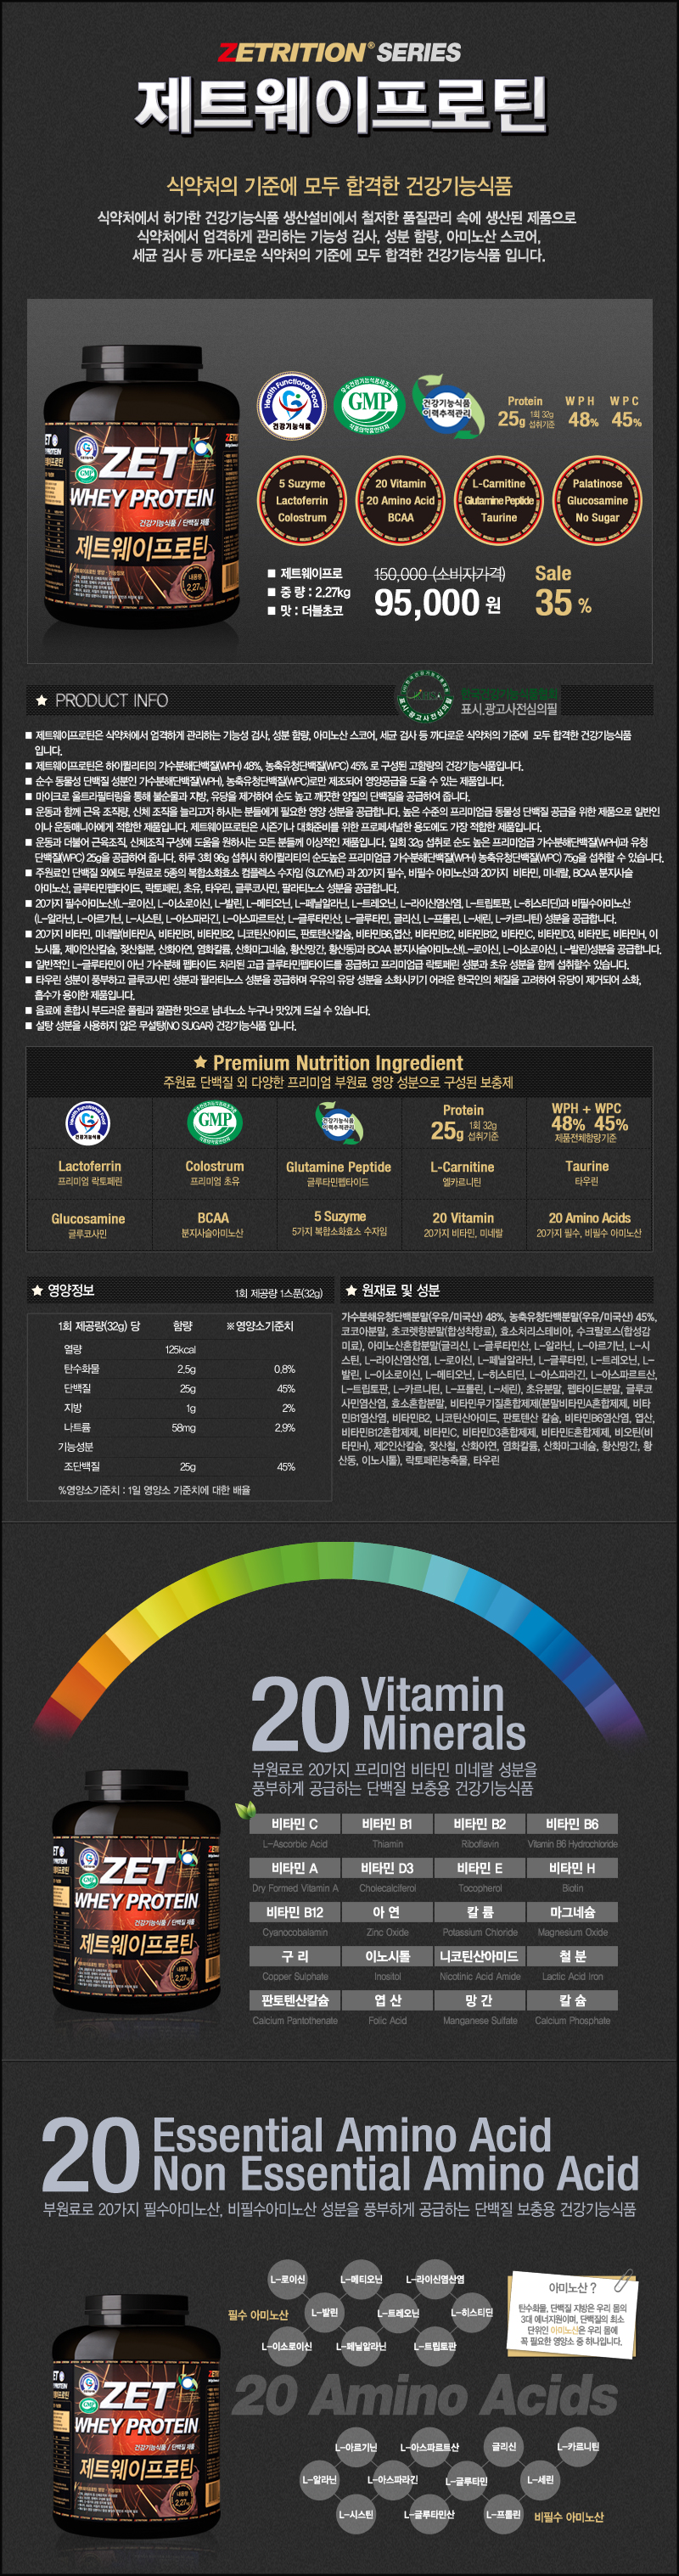 ZETRITION® SERIES
제트웨이프로틴
식약처의 기준에 모두 합격한 건강기능식품
식약처에서 허가한 건강기능식품 생산설비에서 철저한 품질관리 속에 생산된 제품으로
식약처에서 엄격하게 관리하는 기능성 검사, 성분 함량, 아미노산 스코어,
세균 검사 등 까다로운 식약처의 기준에 모두 합격한 건강기능식품 입니다.
ZET
WHEY PROTEIN
건강기능식품 / 단백질 제품
제트웨이프로틴
내용량
2.27
Health Functional Food
건강기능식품
우수건강기능식품제조기준
GMP
식품의약품안전처
건강기능식품
이력추적관리
Protein WPH WPC
25g 1회 32g 섭취기준 48% 45%
5 Suzyme
Lactoferrin
Colostrum
20 Vitamin
20 Amino Acid
BCAA
L-Carnitine
Glutamine Peptide
Taurine
Palatinose
Glucosamine
No Sugar
■ 제트웨이프로
■ 중 량 : 2.27kg
■ 맛 : 더블초코
150,000 (소비자가격)
95,000 원
Sale
35 %
★ PRODUCT INFO
한국건강기능식품협회
표시.광고사전심의필
■ 제트웨이프로틴은 식약처에서 엄격하게 관리하는 기능성 검사, 성분 함량, 아미노산 스코어, 세균 검사 등 까다로운 식약처의 기준에 모두 합격한 건강기능식품
입니다.
■ 제트웨이프로틴은 하이퀄리티의 가수분해단백질(WPH) 48%, 농축유청단백질(WPC) 45% 로 구성된 고함량의 건강기능식품입니다.
■ 순수 동물성 단백질 성분인 가수분해단백질(WPH), 농축유청단백질(WPC)로만 제조되어 영양공급을 도울 수 있는 제품입니다.
■ 마이크로 울트라필터링을 통해 불순물과 지방, 유당을 제거하여 순도 높고 깨끗한 양질의 단백질을 공급하여 줍니다.
■ 운동과 함께 근육 조직량, 신체 조직을 늘리고자 하시는 분들에게 필요한 영양 성분을 공급합니다. 높은 수준의 프리미엄급 동물성 단백질 공급을 위한 제품으로 일반인
이나 운동매니아에게 적합한 제품입니다. 제트웨이프로틴은 시즌기나 대회준비를 위한 프로페셔널한 용도에도 가장 적합한 제품입니다.
■ 운동과 더불어 근육조직, 신체조직 구성에 도움을 원하시는 모든 분들께 이상적인 제품입니다. 일회 32g 섭취로 순도 높은 프리미엄급 가수분해단백질(WPH)과 유청
단백질(WPC) 25g을 공급하여 줍니다. 하루 3회 96g 섭취시 하이퀄리티의 순도높은 프리미엄급 가수분해단백질(WPH) 농축유청단백질(WPC) 75g을 섭취할 수 있습니다.
■ 주원료인 단백질 외에도 부원료로 5종의 복합소화효소 컴플렉스 수자임 (SUZYME) 과 20가지 필수, 비필수 아미노산과 20가지 비타민, 미네랄, BCAA 분지사슬
아미노산, 글루타민펩타이드, 락토페린, 초유, 타우린, 글루코사민, 팔라티노스 성분을 공급합니다.
■ 20가지 필수아미노산(L-로이신, L-이소로이신, L-발린, L-메티오닌, L-페닐알라닌, L-트레오닌, L-라이신염산염, L-트립토판, L-히스티딘)과 비필수아미노산
(L-알라닌, L-아르기닌, L-시스틴, L-아스파라긴, L-아스파르트산, L-글루타민산, L-글루타민, 글리신, L-프롤린, L-세린, L-카르니틴) 성분을 공급합니다.
■ 20가지 비타민, 미네랄(비타민A, 비타민B1, 비타민B2, 니코틴산아미드, 판토텐산칼슘, 비타민B6,엽산, 비타민B12, 비타민B12, 비타민C, 비타민D3, 비타민E, 비타민H, 이
노시톨, 제이인산칼슘, 젖산철분, 산화아연, 염화칼륨, 산화마그네슘, 황산망간, 황산동)과 BCAA 분지사슬아미노산(L-로이신, L-이소로이신, L-발린)성분을 공급합니다.
■ 일반적인 L-글루타민이 아닌 가수분해 펩타이드 처리된 고급 글루타민펩타이드를 공급하고 프리미엄급 락토페린 성분과 초유 성분을 함께 섭취할수 있습니다.
■ 타우린 성분이 풍부하고 글루코사민 성분과 팔라티노스 성분을 공급하며 우유의 유당 성분을 소화시키기 어려운 한국인의 체질을 고려하여 유당이 제거되어 소화,
흡수가 용이한 제품입니다.
■ 음료에 혼합시 부드러운 풀림과 깔끔한 맛으로 남녀노소 누구나 맛있게 드실 수 있습니다.
■ 설탕 성분을 사용하지 않은 무설탕(NO SUGAR) 건강기능식품 입니다.
★ Premium Nutrition Ingredient
주원료 단백질 외 다양한 프리미엄 부원료 영양 성분으로 구성된 보충제
Health Functional Food
건강기능식품
GMP
건강기능식품
이력추적관리
Protein
25g 1회 32g 섭취기준
WPH + WPC
48% 45%
제품전체함량기준
Lactoferrin
프리미엄 락토페린
Colostrum
프리미엄 초유
Glutamine Peptide
글루타민펩타이드
L-Carnitine
엘카르니틴
Taurine
타우린
Glucosamine
글루코사민
BCAA
분지사슬아미노산
5 Suzyme
5가지 복합소화효소 수자임
20 Vitamin
20가지 비타민, 미네랄
20 Amino Acids
20가지 필수, 비필수 아미노산
★ 영양정보 1회 제공량 1스푼(32g)
1회 제공량(32g) 당 함량 ※영양소기준치
열량 125kcal
탄수화물 2.5g 0.8%
단백질 25g 45%
지방 1g 2%
나트륨 58mg 2.9%
기능성분
조단백질 25g 45%
%영양소기준치 : 1일 영양소 기준치에 대한 배율
★ 원재료 및 성분
가수분해유청단백분말(우유/미국산) 48%, 농축유청단백분말(우유/미국산) 45%,
코코아분말, 초코렛향분말(합성착향료), 효소처리스테비아, 수크랄로스(합성감
미료), 아미노산혼합분말(글리신, L-글루타민산, L-알라닌, L-아르기닌, L-시
스틴, L-라이신염산염, L-로이신, L-페닐알라닌, L-글루타민, L-트레오닌, L-
발린, L-이소로이신, L-메티오닌, L-히스티딘, L-아스파라긴, L-아스파르트산,
L-트립토판, L-카르니틴, L-프롤린, L-세린), 초유분말, 펩타이드분말, 글루코
사민염산염, 효소혼합분말, 비타민무기질혼합제제(분말비타민A혼합제제, 비타
민B1염산염, 비타민B2, 니코틴산아미드, 판토텐산 칼슘, 비타민B6염산염, 엽산,
비타민B12혼합제제, 비타민C, 비타민D3혼합제제, 비타민E혼합제제, 비오틴(비
타민H), 제2인산칼슘, 젖산철, 산화아연, 염화칼륨, 산화마그네슘, 황산망간, 황
산동, 이노시톨), 락토페린농축물, 타우린
20 Vitamin
Minerals
부원료로 20가지 프리미엄 비타민 미네랄 성분을
풍부하게 공급하는 단백질 보충용 건강기능식품
ZET
WHEY PROTEIN
건강기능식품 / 단백질 제품
제트웨이프로틴
2.27
비타민 C 비타민 B1 비타민 B2 비타민 B6
L-Ascorbic Acid Thiamin Riboflavin Vitamin B6 Hydrochloride
비타민 A 비타민 D3 비타민 E 비타민 H
Dry Formed Vitamin A Cholecalciferol Tocopherol Biotin
비타민 B12 아 연 칼 륨 마그네슘
Cyanocobalamin Zinc Oxide Potassium Chloride Magnesium Oxide
구 리 이노시톨 니코틴산아미드 철 분
Copper Sulphate Inositol Nicotinic Acid Amide Lactic Acid Iron
판토텐산칼슘 엽 산 망 간 칼 슘
Calcium Pantothenate Folic Acid Manganese Sulfate Calcium Phosphate
20 Essential Amino Acid
Non Essential Amino Acid
부원료로 20가지 필수아미노산, 비필수아미노산 성분을 풍부하게 공급하는 단백질 보충용 건강기능식품
L-로이신 L-메티오닌 L-라이신염산염
필수 아미노산 L-발린 L-트레오닌 L-히스티딘
L-이소로이신 L-페닐알라닌 L-트립토판
아미노산 ?
탄수화물, 단백질 지방은 우리 몸의
3대 에너지원이며, 단백질의 최소
단위인 아미노산은 우리 몸에
꼭 필요한 영양소 중 하나입니다.
20 Amino Acids
ZET
WHEY PROTEIN
건강기능식품 / 단백질 제품
제트웨이프로틴
2.27
L-아르기닌 L-아스파르트산 글리신 L-카르니틴
L-알라닌 L-아스파라긴 L-글루타민 L-세린
L-시스틴 L-글루타민산 L-프롤린 비필수 아미노산